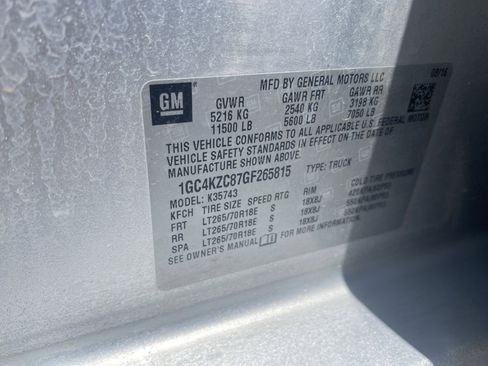 GM
MFD BY GENERAL MOTORS LLC
08/16
GVWR GAWR FRT GAWR RR
5216 KG 2540 KG 3198 KG
11500 LB 5600 LB 7050 LB
THIS VEHICLE CONFORMS TO ALL APPLICABLE U.S. FEDERAL MOTOR
VEHICLE SAFETY STANDARDS IN EFFECT ON THE DATE OF
MANUFACTURE SHOWN ABOVE.
1GC4KZC87GF265815 TYPE: TRUCK
MODEL: K35743
KFCH TIRE SIZE SPEED RTG RIM COLD TIRE PRESSURE
FRT LT265/70R18E S 18X8J
RR LT265/70R18E S 18X8J
SPA LT265/70R18E S 18X8J
SEE OWNER'S MANUAL FOR MORE INFORMATION.